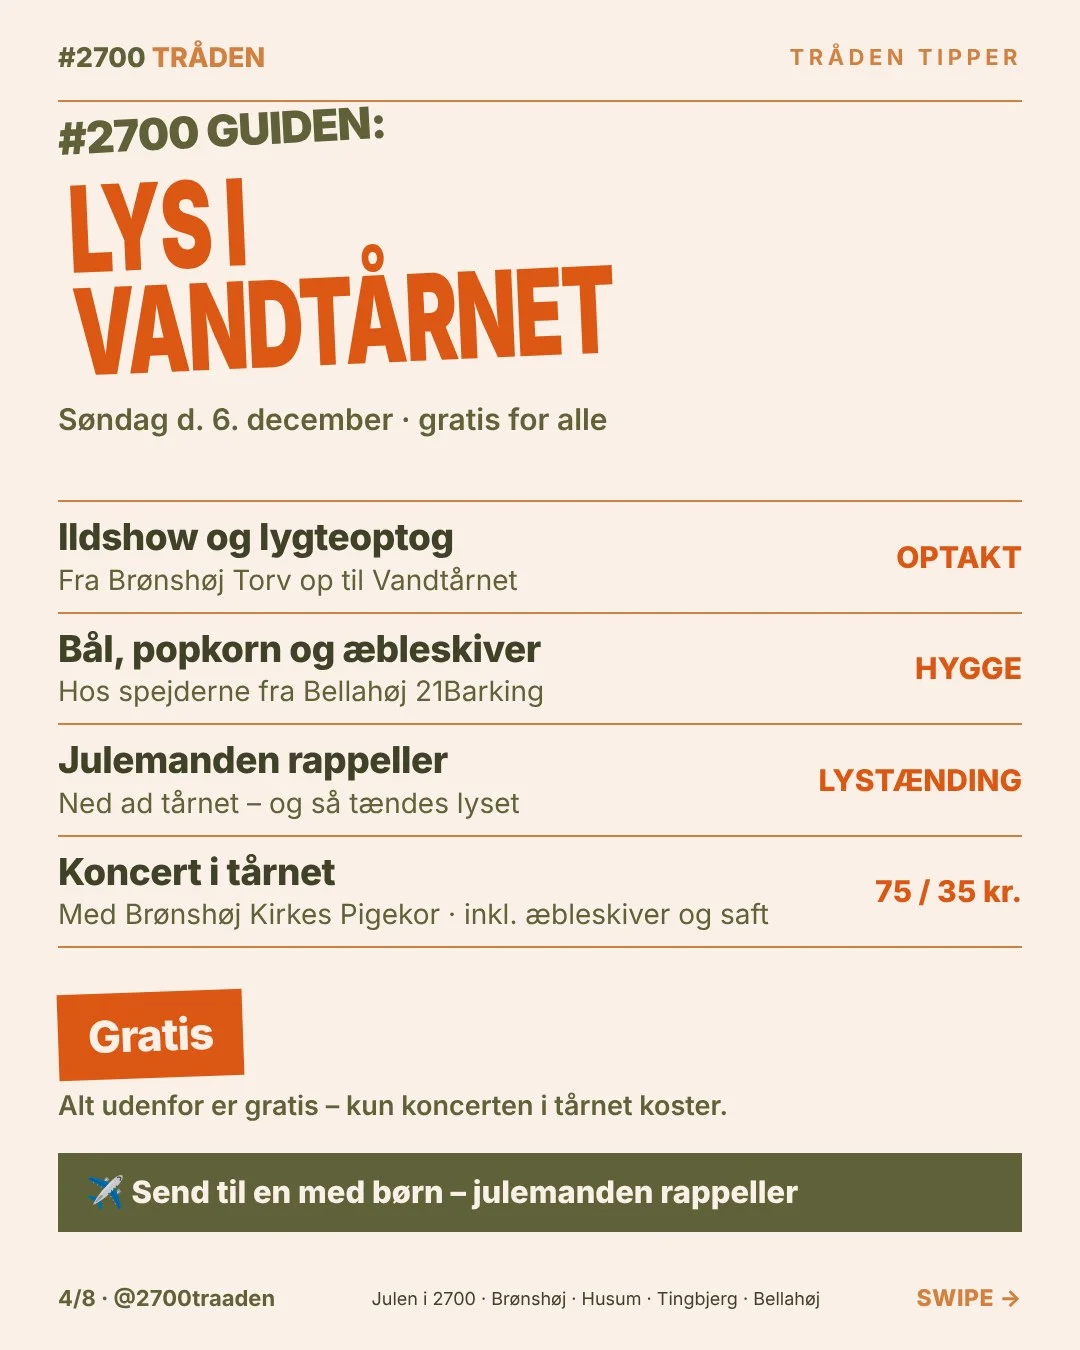 #2700 TRÅDEN
TRÅDEN TIPPER
#2700 GUIDEN:
LYS I
VANDTÅRNET
Søndag d. 6. december · gratis for alle
Ildshow og lygteoptog
Fra Brønshøj Torv op til Vandtårnet
OPTAKT
Bål, popkorn og æbleskiver
Hos spejderne fra Bellahøj 21Barking
HYGGE
Julemanden rappeller
Ned ad tårnet – og så tændes lyset
LYSTÆNDING
Koncert i tårnet
Med Brønshøj Kirkes Pigekor · inkl. æbleskiver og saft
75 / 35 kr.
Gratis
Alt udenfor er gratis – kun koncerten i tårnet koster.
✈️ Send til en med børn – julemanden rappeller
4/8 · @2700traaden
Julen i 2700 · Brønshøj · Husum · Tingbjerg · Bellahøj
SWIPE →